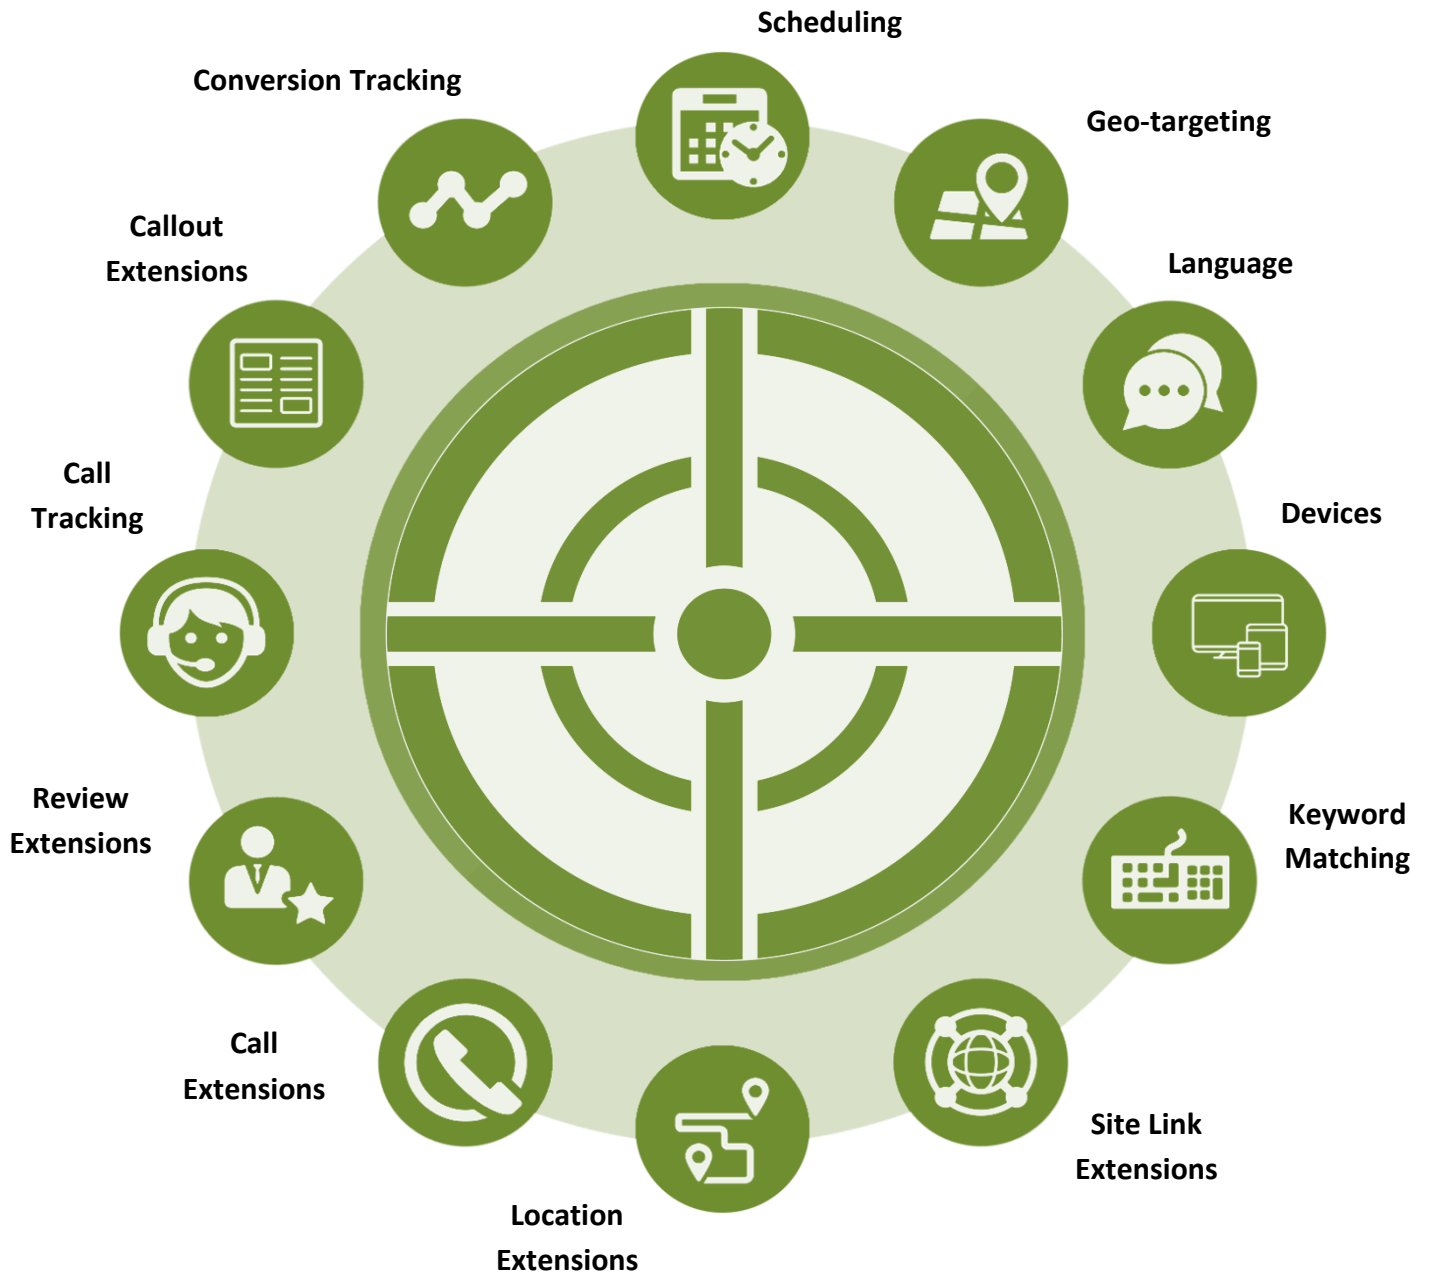 Scheduling
Conversion Tracking
Geo-targeting
Callout
Extensions
Language
Call
Tracking
Devices
Review
Extensions
Keyword
Matching
Call
Extensions
Site Link
Extensions
Location
Extensions